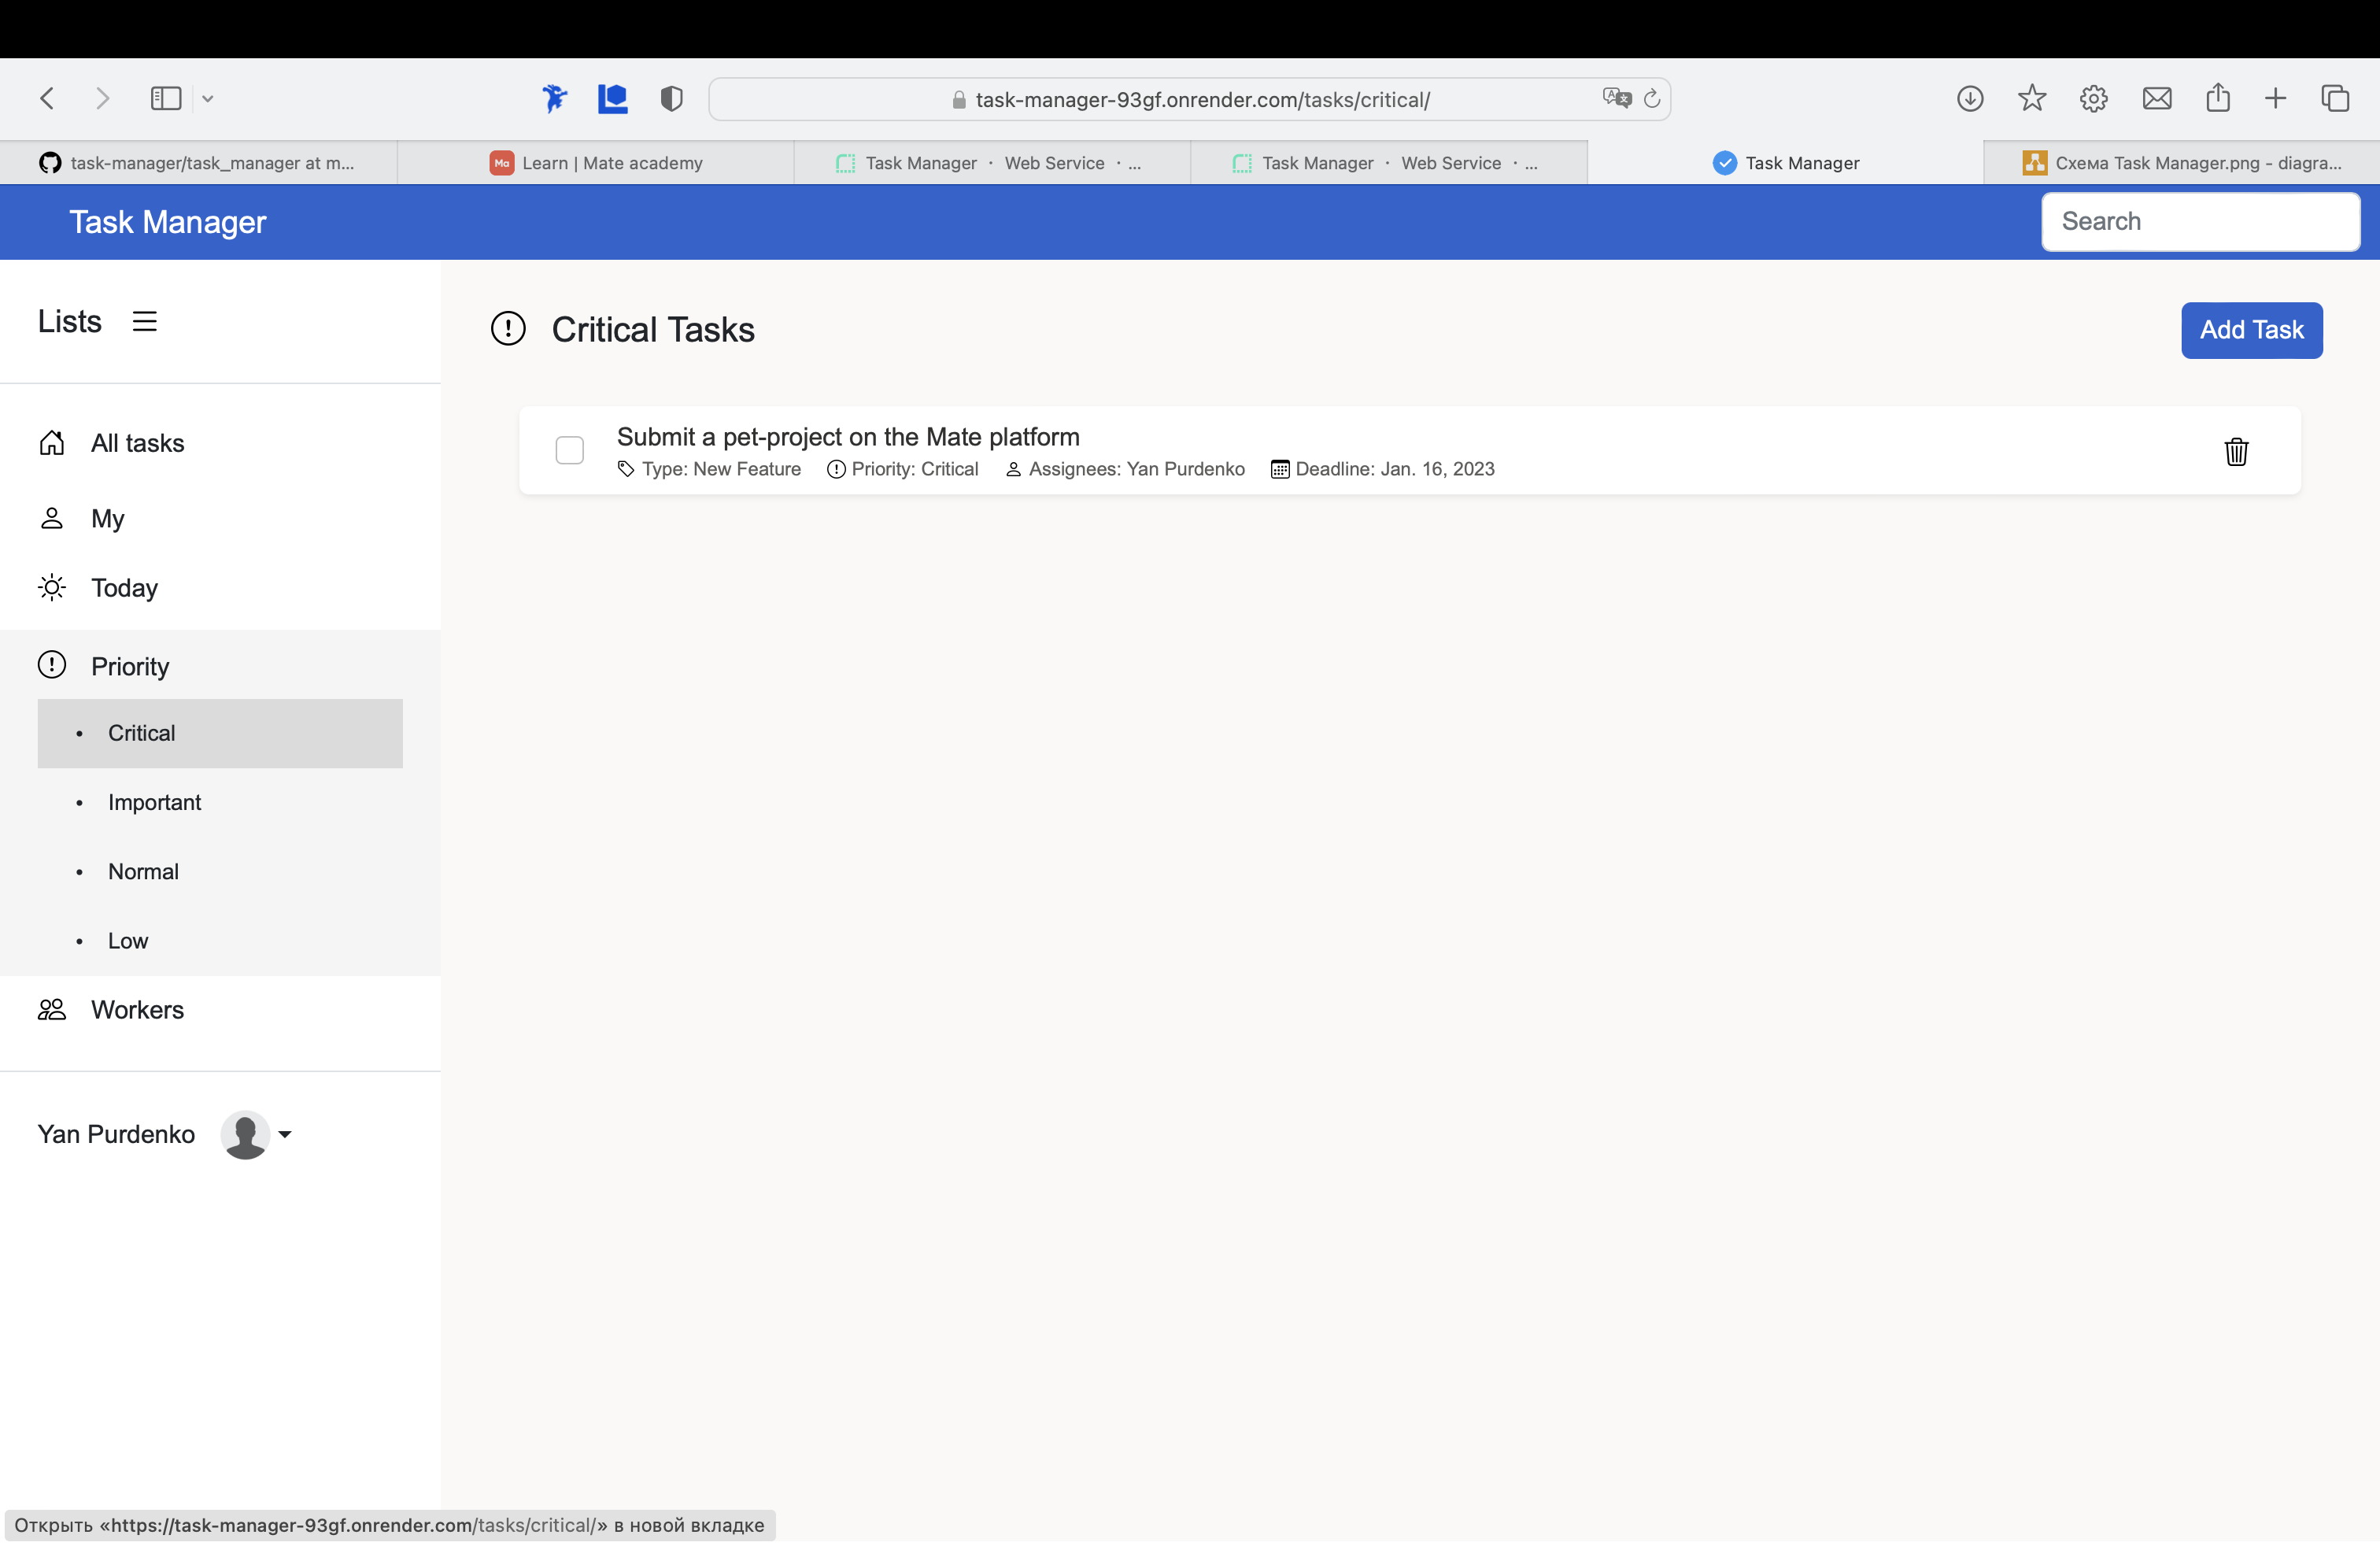 task-manager-93gf.onrender.com/tasks/critical/
task-manager/task_manager at m...
Ma Learn | Mate academy
Task Manager · Web Service · ...
Task Manager · Web Service · ...
Task Manager
Схема Task Manager.png - diagra...
Task Manager
Search
Lists
All tasks
My
Today
Priority
• Critical
• Important
• Normal
• Low
Workers
Yan Purdenko
Critical Tasks
Add Task
Submit a pet-project on the Mate platform
Type: New Feature Priority: Critical Assignees: Yan Purdenko Deadline: Jan. 16, 2023
Открыть «https://task-manager-93gf.onrender.com/tasks/critical/» в новой вкладке